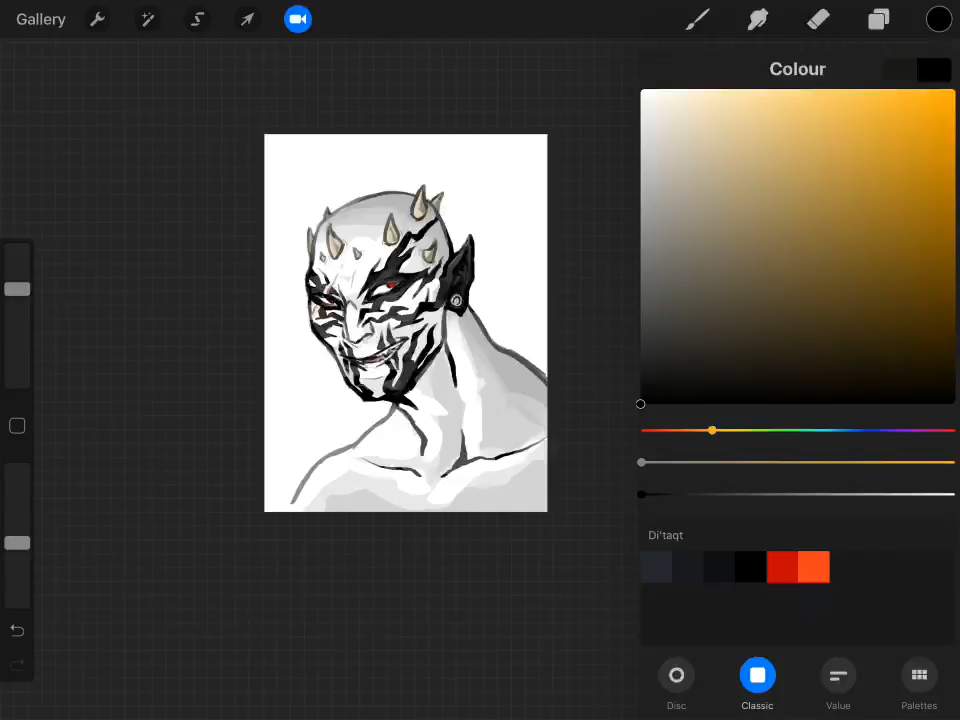 Gallery
Colour
Di'taqt
Disc
Classic
Value
Palettes